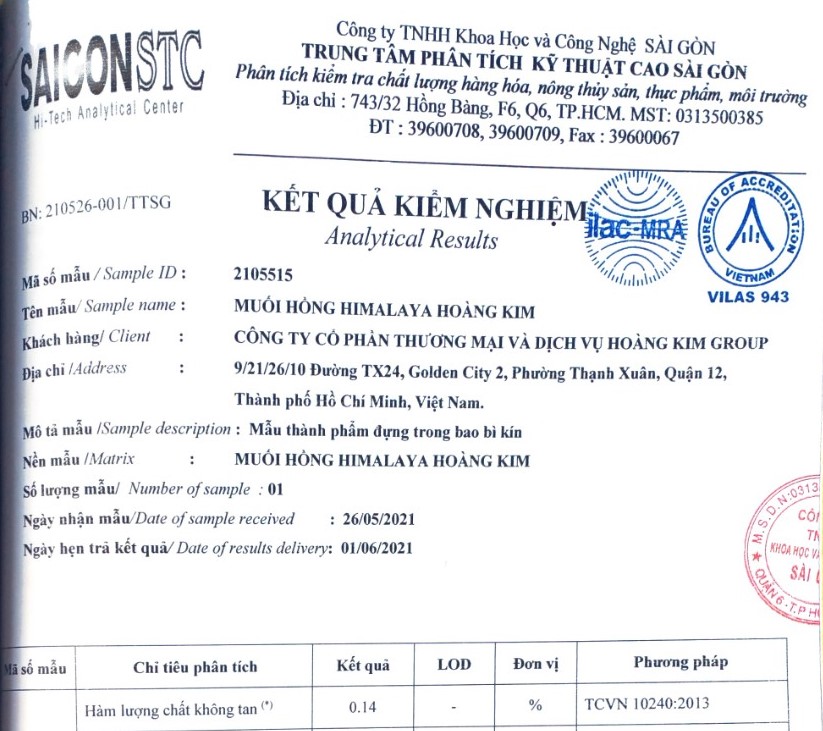 SAIGONSTC
Hi-Tech Analytical Center
Công ty TNHH Khoa Học và Công Nghệ SÀI GÒN
TRUNG TÂM PHÂN TÍCH KỸ THUẬT CAO SÀI GÒN
Phân tích kiểm tra chất lượng hàng hóa, nông thủy sản, thực phẩm, môi trường
Địa chỉ : 743/32 Hồng Bàng, F6, Q6, TP.HCM. MST: 0313500385
ĐT : 39600708, 39600709, Fax : 39600067
BN: 210526-001/TTSG
KẾT QUẢ KIỂM NGHIỆM
Analytical Results
ilac-MRA
BUREAU OF ACCREDITATION
VIETNAM
VILAS 943
Mã số mẫu / Sample ID : 2105515
Tên mẫu/ Sample name : MUỐI HỒNG HIMALAYA HOÀNG KIM
Khách hàng/ Client : CÔNG TY CỔ PHẦN THƯƠNG MẠI VÀ DỊCH VỤ HOÀNG KIM GROUP
Địa chỉ /Address : 9/21/26/10 Đường TX24, Golden City 2, Phường Thạnh Xuân, Quận 12,
Thành phố Hồ Chí Minh, Việt Nam.
Mô tả mẫu /Sample description : Mẫu thành phẩm đựng trong bao bì kín
Nền mẫu /Matrix : MUỐI HỒNG HIMALAYA HOÀNG KIM
Số lượng mẫu/ Number of sample : 01
Ngày nhận mẫu/Date of sample received : 26/05/2021
Ngày hẹn trả kết quả/ Date of results delivery: 01/06/2021
M.S.D.N:0313
KHOA HỌC
SÀI
QUẬN 6 - T.P
Mã số mẫu Chỉ tiêu phân tích Kết quả LOD Đơn vị Phương pháp
Hàm lượng chất không tan (*) 0.14 - % TCVN 10240:2013